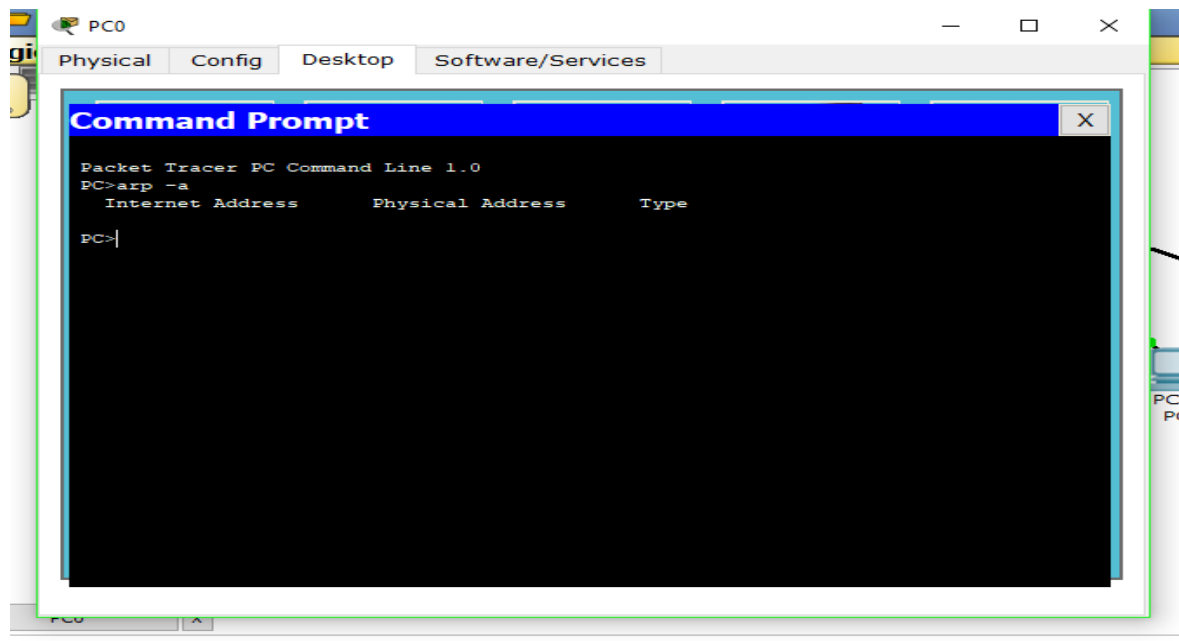 PC0
Physical Config Desktop Software/Services
Command Prompt X
Packet Tracer PC Command Line 1.0
PC>arp -a
Internet Address Physical Address Type
PC>
PC0 X